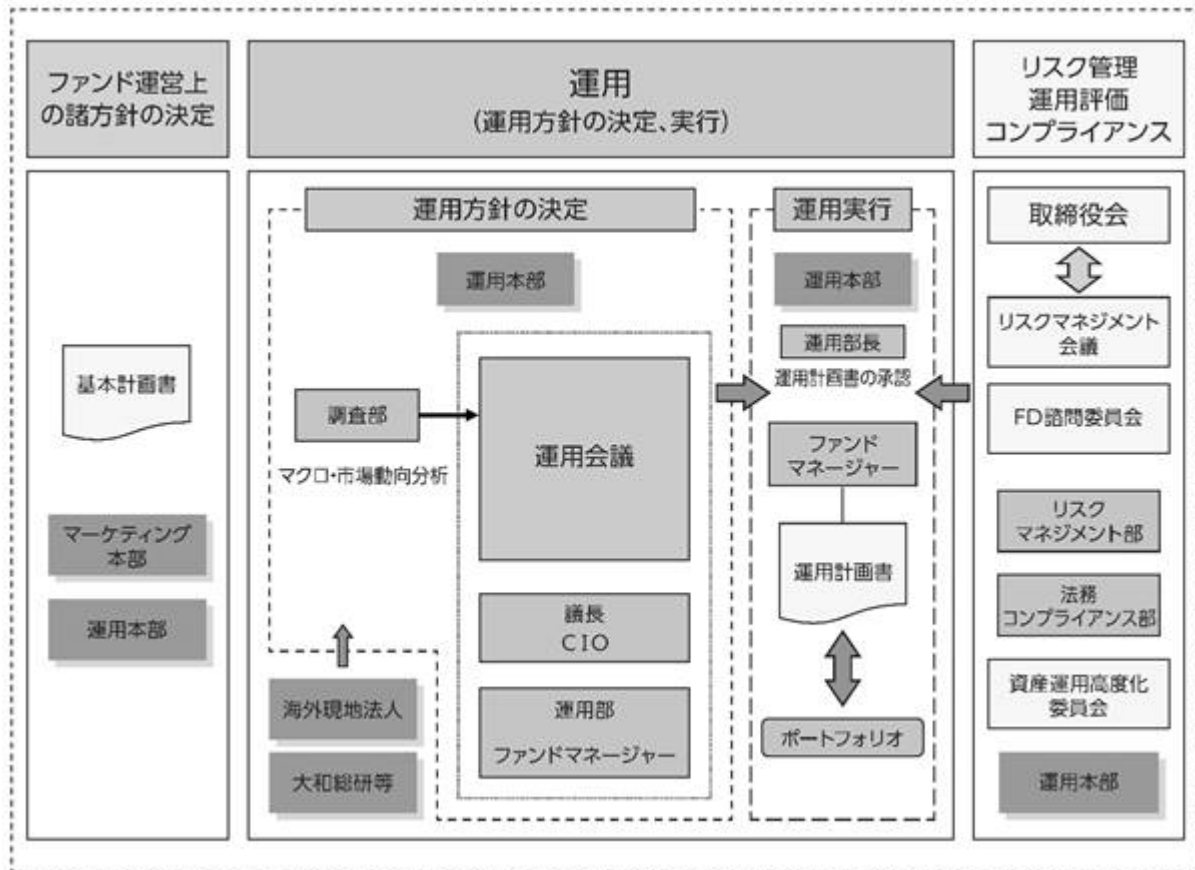 ファンド運営上
の諸方針の決定
運用
(運用方針の決定、実行)
リスク管理
運用評価
コンプライアンス
基本計画書
マーケティング
本部
運用本部
運用方針の決定
運用本部
調査部
マクロ・市場動向分析
運用会議
議長
CIO
運用部
ファンドマネージャー
海外現地法人
大和総研等
運用実行
運用本部
運用部長
運用計画書の承認
ファンド
マネージャー
運用計画書
ポートフォリオ
取締役会
リスクマネジメント
会議
FD諮問委員会
リスク
マネジメント部
法務
コンプライアンス部
資産運用高度化
委員会
運用本部